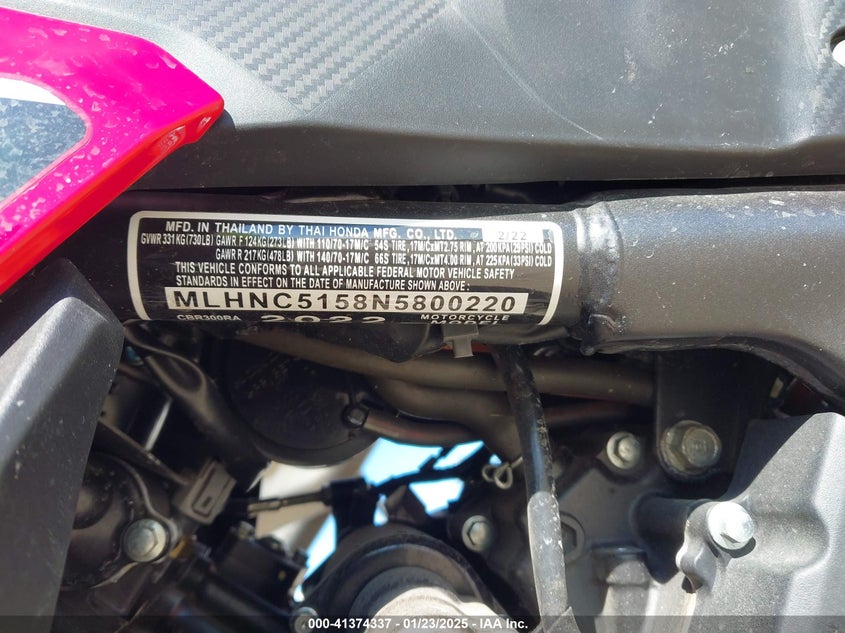 MFD. IN THAILAND BY THAI HONDA MFG. CO., LTD. 2/22
GVWR 331KG(730LB) GAWR F 124KG(273LB) WITH 110/70-17M/C 54S TIRE, 17M/CxMT2.75 RIM, AT 200 KPA(29PSI) COLD
GAWR R 217KG(478LB) WITH 140/70-17M/C 66S TIRE, 17M/CxMT4.00 RIM, AT 225KPA(33PSI) COLD
THIS VEHICLE CONFORMS TO ALL APPLICABLE FEDERAL MOTOR VEHICLE SAFETY
STANDARDS IN EFFECT ON THE DATE OF MANUFACTURE SHOWN ABOVE.
MLHNC5158N5800220
CBR300RA 2022 MOTORCYCLE
MODEL
000-41374337 - 01/23/2025 - IAA Inc.